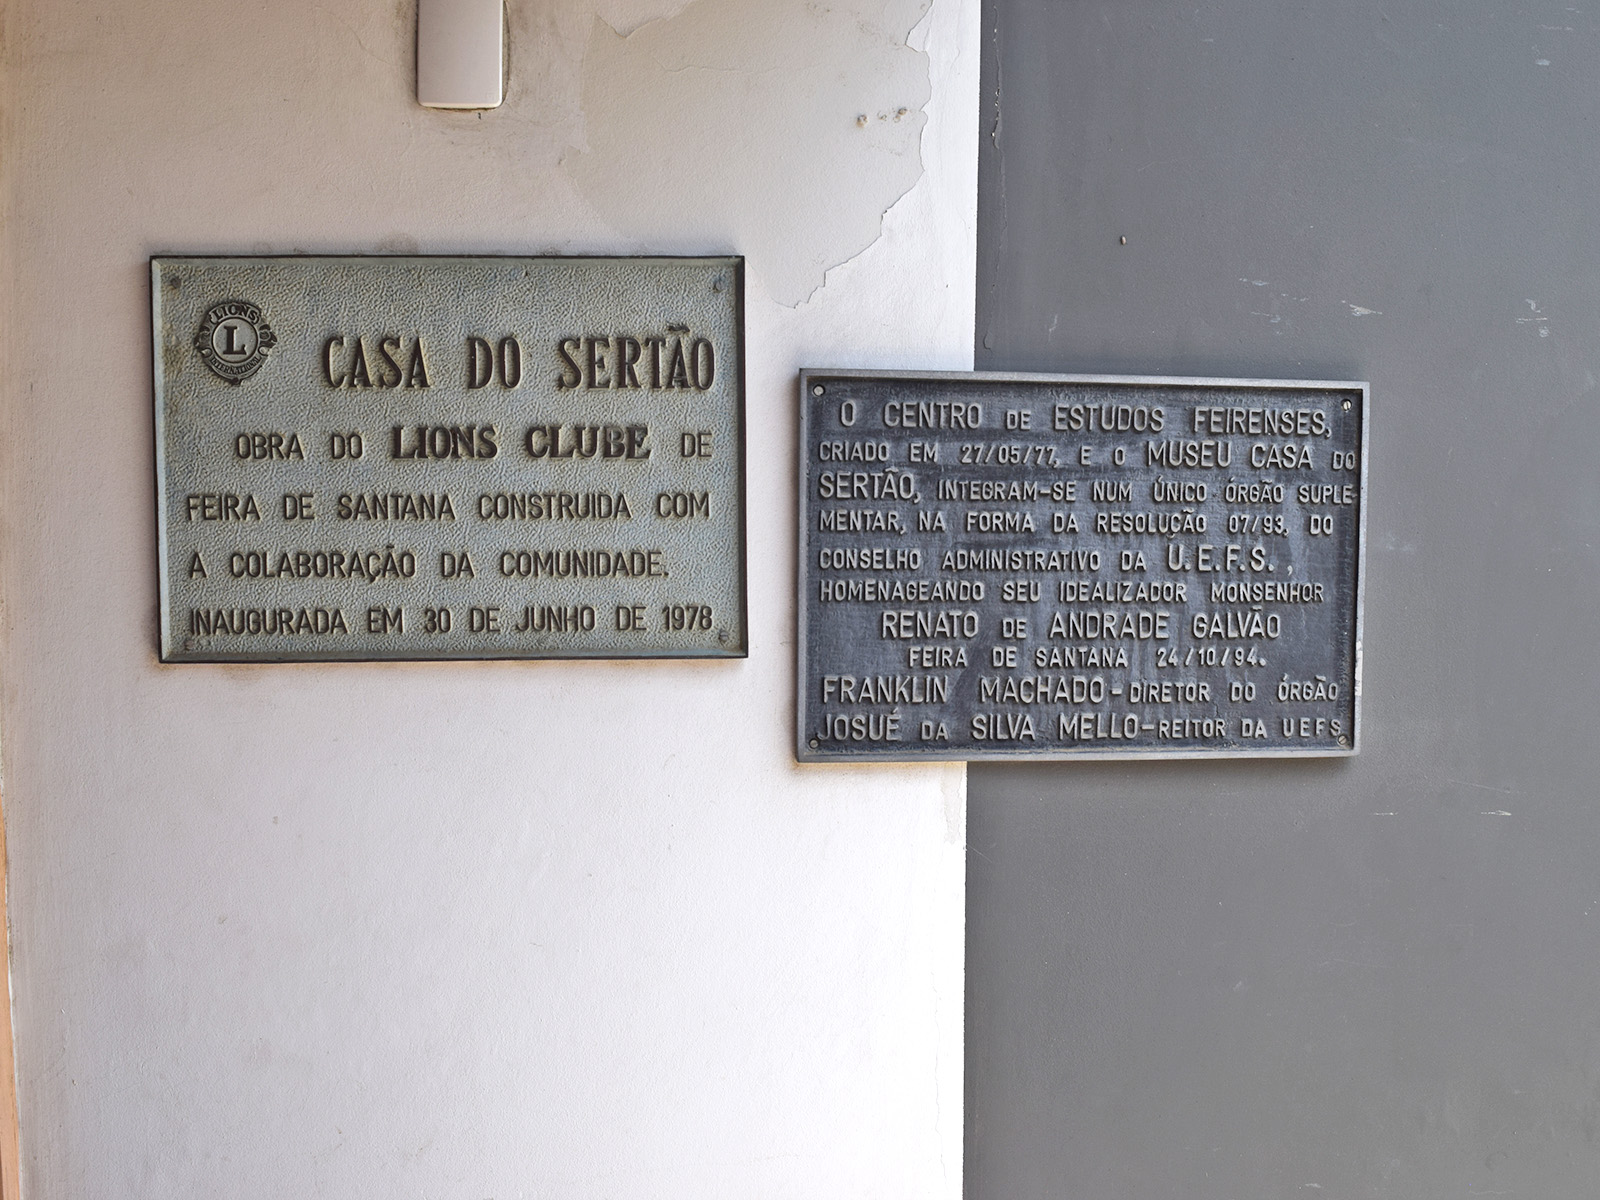 LIONS
L
INTERNATIONAL
CASA DO SERTÃO
OBRA DO LIONS CLUBE DE
FEIRA DE SANTANA CONSTRUIDA COM
A COLABORAÇÃO DA COMUNIDADE.
INAUGURADA EM 30 DE JUNHO DE 1978
O CENTRO DE ESTUDOS FEIRENSES,
CRIADO EM 27/05/77, E O MUSEU CASA DO
SERTÃO, INTEGRAM-SE NUM ÚNICO ÓRGÃO SUPLE-
MENTAR, NA FORMA DA RESOLUÇÃO 07/93, DO
CONSELHO ADMINISTRATIVO DA U.E.F.S.,
HOMENAGEANDO SEU IDEALIZADOR MONSENHOR
RENATO DE ANDRADE GALVÃO
FEIRA DE SANTANA 24/10/94.
FRANKLIN MACHADO-DIRETOR DO ÓRGÃO
JOSUÉ DA SILVA MELLO-REITOR DA UEFS